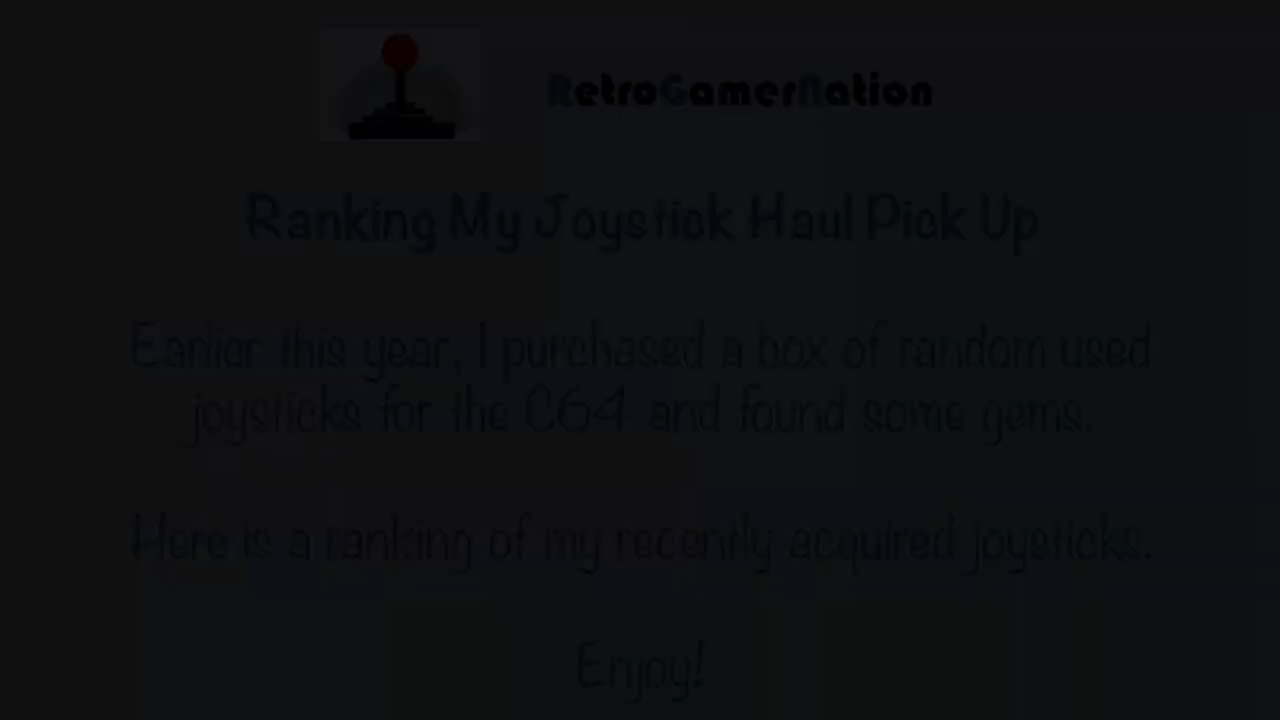 RetroGamerNation
Ranking My Joystick Haul Pick Up
Earlier this year, I purchased a box of random used
joysticks for the C64 and found some gems.
Here is a ranking of my recently acquired joysticks.
Enjoy!